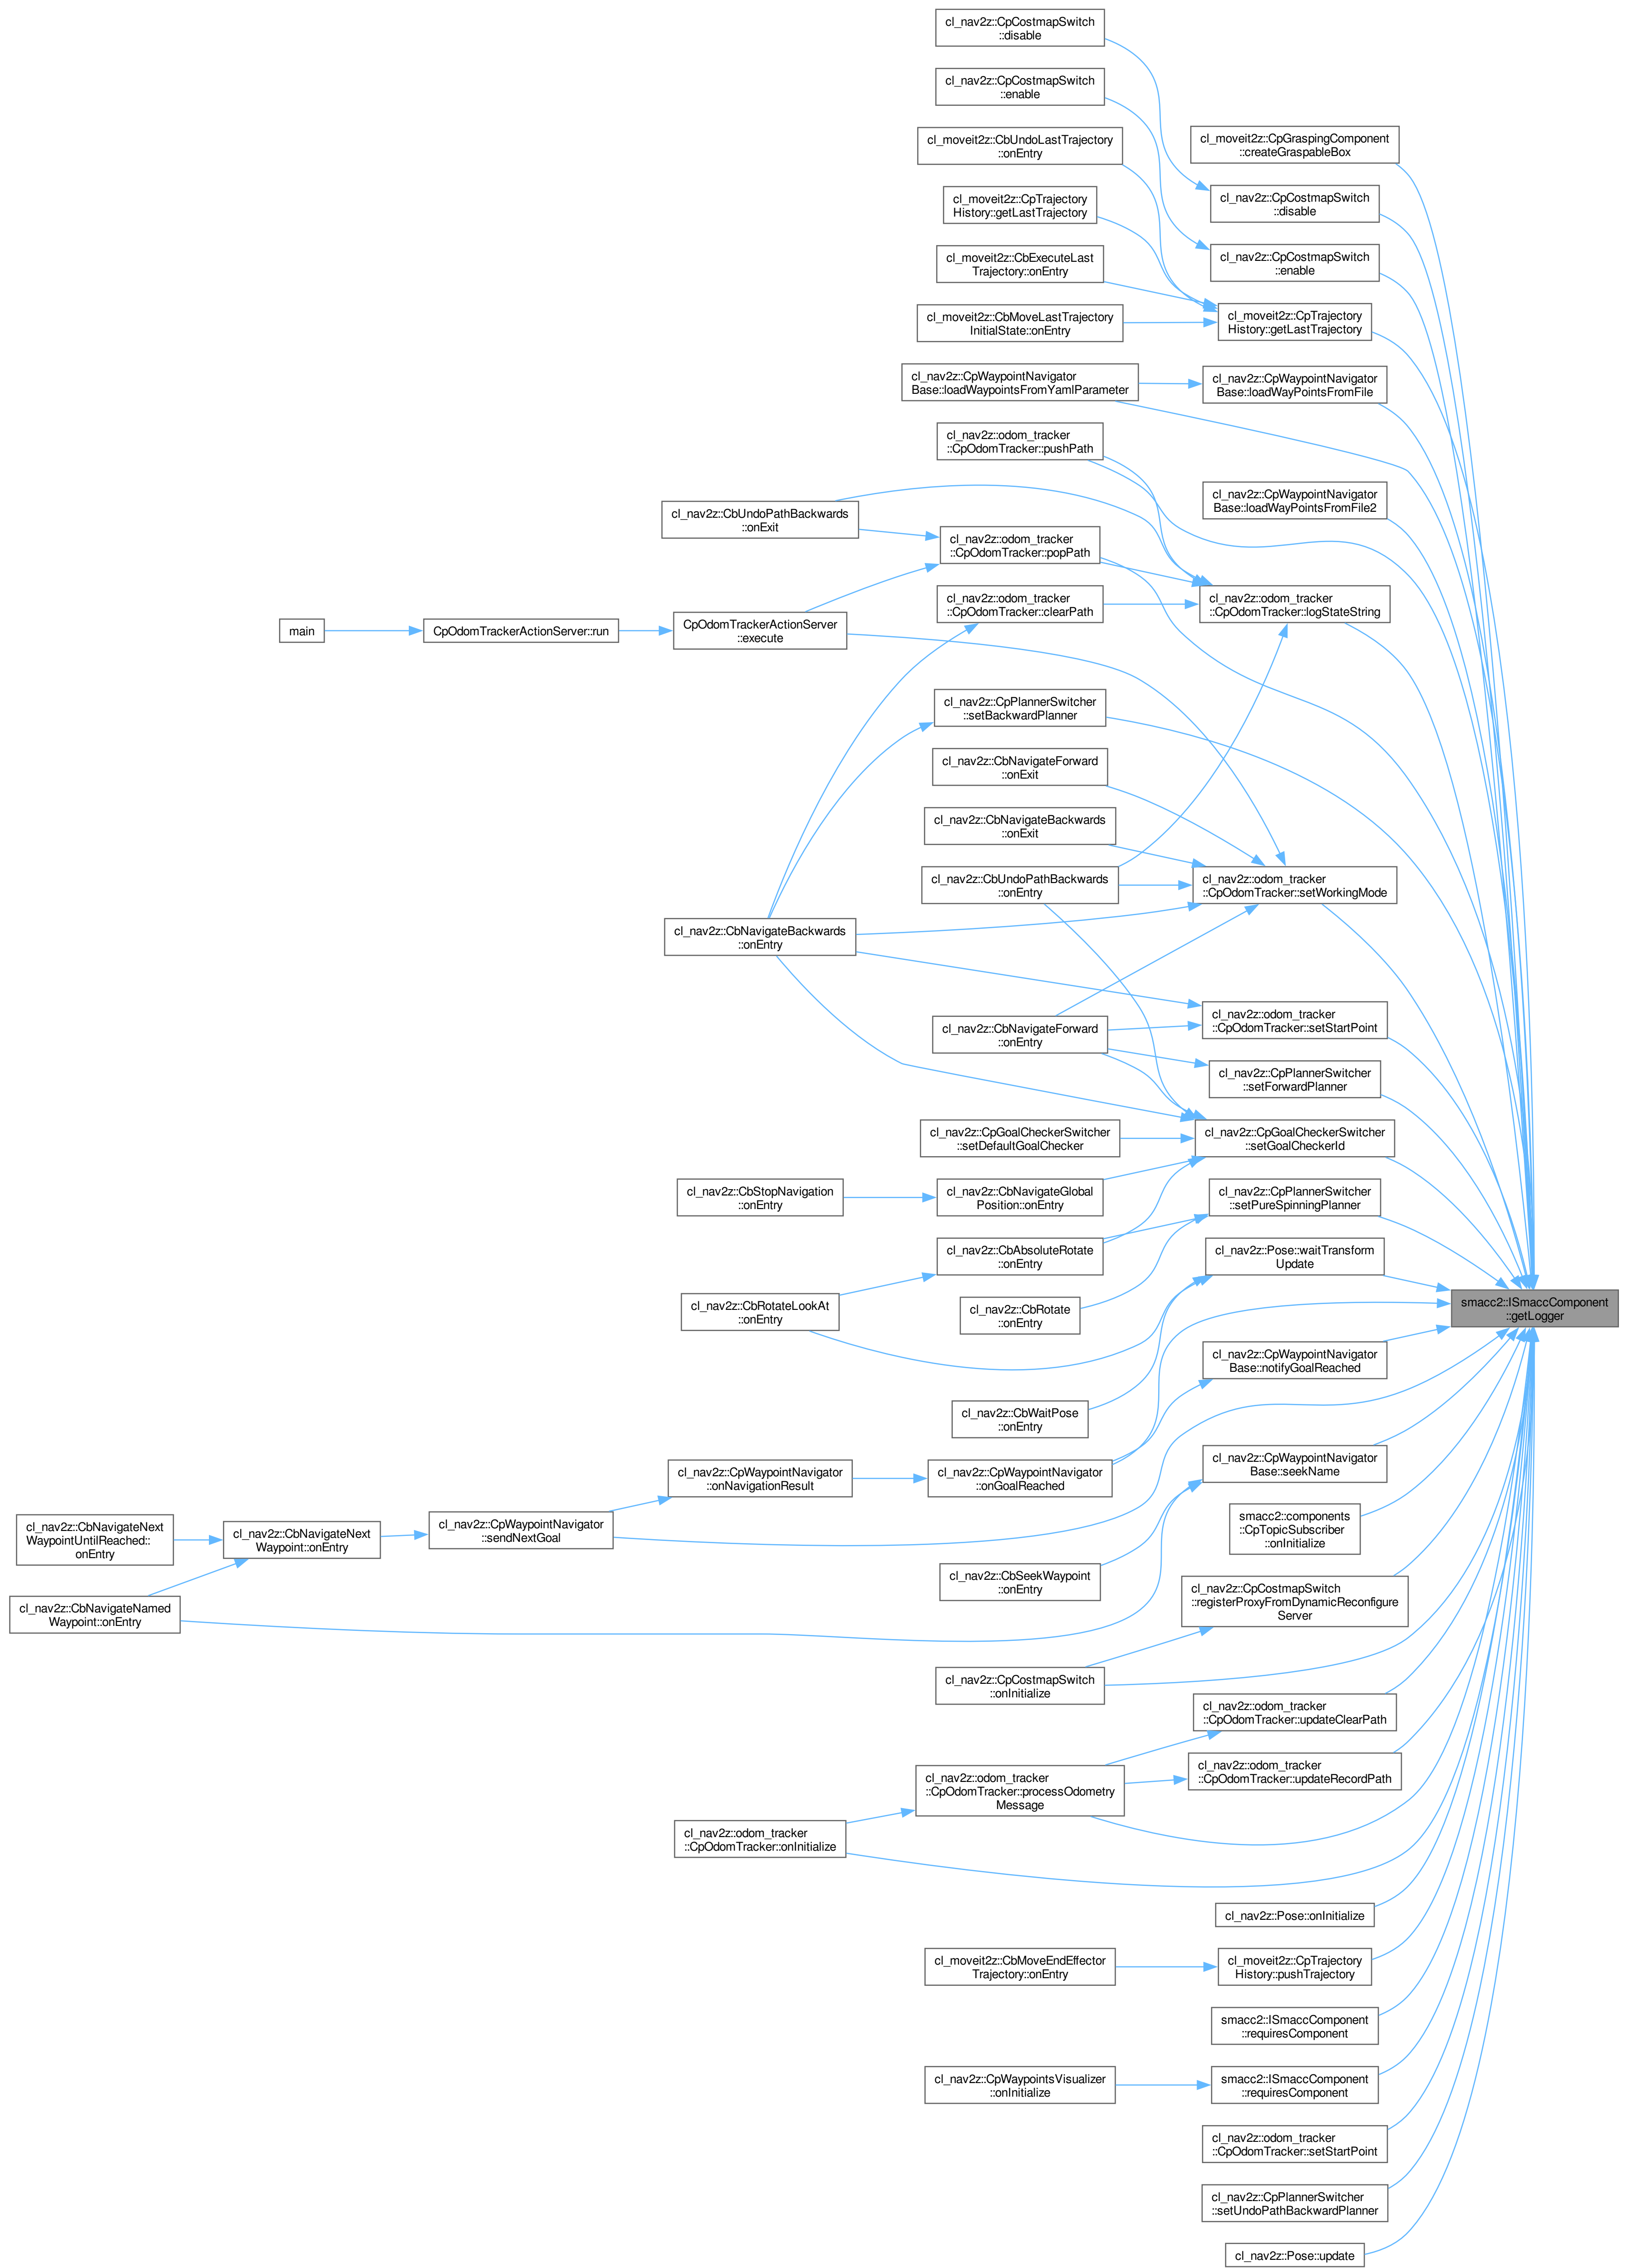 cl_nav2z::CpCostmapSwitch
::disable
cl_nav2z::CpCostmapSwitch
::enable
cl_moveit2z::CbUndoLastTrajectory
::onEntry
cl_moveit2z::CpGraspingComponent
::createGraspableBox
cl_moveit2z::CpTrajectory
History::getLastTrajectory
cl_nav2z::CpCostmapSwitch
::disable
cl_moveit2z::CbExecuteLast
Trajectory::onEntry
cl_nav2z::CpCostmapSwitch
::enable
cl_moveit2z::CbMoveLastTrajectory
InitialState::onEntry
cl_moveit2z::CpTrajectory
History::getLastTrajectory
cl_nav2z::CpWaypointNavigator
Base::loadWaypointsFromYamlParameter
cl_nav2z::CpWaypointNavigator
Base::loadWayPointsFromFile
cl_nav2z::odom_tracker
::CpOdomTracker::pushPath
cl_nav2z::CpWaypointNavigator
Base::loadWayPointsFromFile2
cl_nav2z::CbUndoPathBackwards
::onExit
cl_nav2z::odom_tracker
::CpOdomTracker::popPath
cl_nav2z::odom_tracker
::CpOdomTracker::clearPath
cl_nav2z::odom_tracker
::CpOdomTracker::logStateString
main
CpOdomTrackerActionServer::run
CpOdomTrackerActionServer
::execute
cl_nav2z::CpPlannerSwitcher
::setBackwardPlanner
cl_nav2z::CbNavigateForward
::onExit
cl_nav2z::CbNavigateBackwards
::onExit
cl_nav2z::CbUndoPathBackwards
::onEntry
cl_nav2z::odom_tracker
::CpOdomTracker::setWorkingMode
cl_nav2z::CbNavigateBackwards
::onEntry
cl_nav2z::CbNavigateForward
::onEntry
cl_nav2z::odom_tracker
::CpOdomTracker::setStartPoint
cl_nav2z::CpPlannerSwitcher
::setForwardPlanner
cl_nav2z::CpGoalCheckerSwitcher
::setDefaultGoalChecker
cl_nav2z::CpGoalCheckerSwitcher
::setGoalCheckerId
cl_nav2z::CbStopNavigation
::onEntry
cl_nav2z::CbNavigateGlobal
Position::onEntry
cl_nav2z::CpPlannerSwitcher
::setPureSpinningPlanner
cl_nav2z::CbAbsoluteRotate
::onEntry
cl_nav2z::Pose::waitTransform
Update
cl_nav2z::CbRotateLookAt
::onEntry
cl_nav2z::CbRotate
::onEntry
smacc2::ISmaccComponent
::getLogger
cl_nav2z::CpWaypointNavigator
Base::notifyGoalReached
cl_nav2z::CbWaitPose
::onEntry
cl_nav2z::CpWaypointNavigator
::onNavigationResult
cl_nav2z::CpWaypointNavigator
::onGoalReached
cl_nav2z::CpWaypointNavigator
Base::seekName
cl_nav2z::CbNavigateNext
WaypointUntilReached::
onEntry
cl_nav2z::CbNavigateNext
Waypoint::onEntry
cl_nav2z::CpWaypointNavigator
::sendNextGoal
smacc2::components
::CpTopicSubscriber
::onInitialize
cl_nav2z::CbSeekWaypoint
::onEntry
cl_nav2z::CbNavigateNamed
Waypoint::onEntry
cl_nav2z::CpCostmapSwitch
::registerProxyFromDynamicReconfigure
Server
cl_nav2z::CpCostmapSwitch
::onInitialize
cl_nav2z::odom_tracker
::CpOdomTracker::updateClearPath
cl_nav2z::odom_tracker
::CpOdomTracker::processOdometry
Message
cl_nav2z::odom_tracker
::CpOdomTracker::updateRecordPath
cl_nav2z::odom_tracker
::CpOdomTracker::onInitialize
cl_nav2z::Pose::onInitialize
cl_moveit2z::CbMoveEndEffector
Trajectory::onEntry
cl_moveit2z::CpTrajectory
History::pushTrajectory
smacc2::ISmaccComponent
::requiresComponent
cl_nav2z::CpWaypointsVisualizer
::onInitialize
smacc2::ISmaccComponent
::requiresComponent
cl_nav2z::odom_tracker
::CpOdomTracker::setStartPoint
cl_nav2z::CpPlannerSwitcher
::setUndoPathBackwardPlanner
cl_nav2z::Pose::update